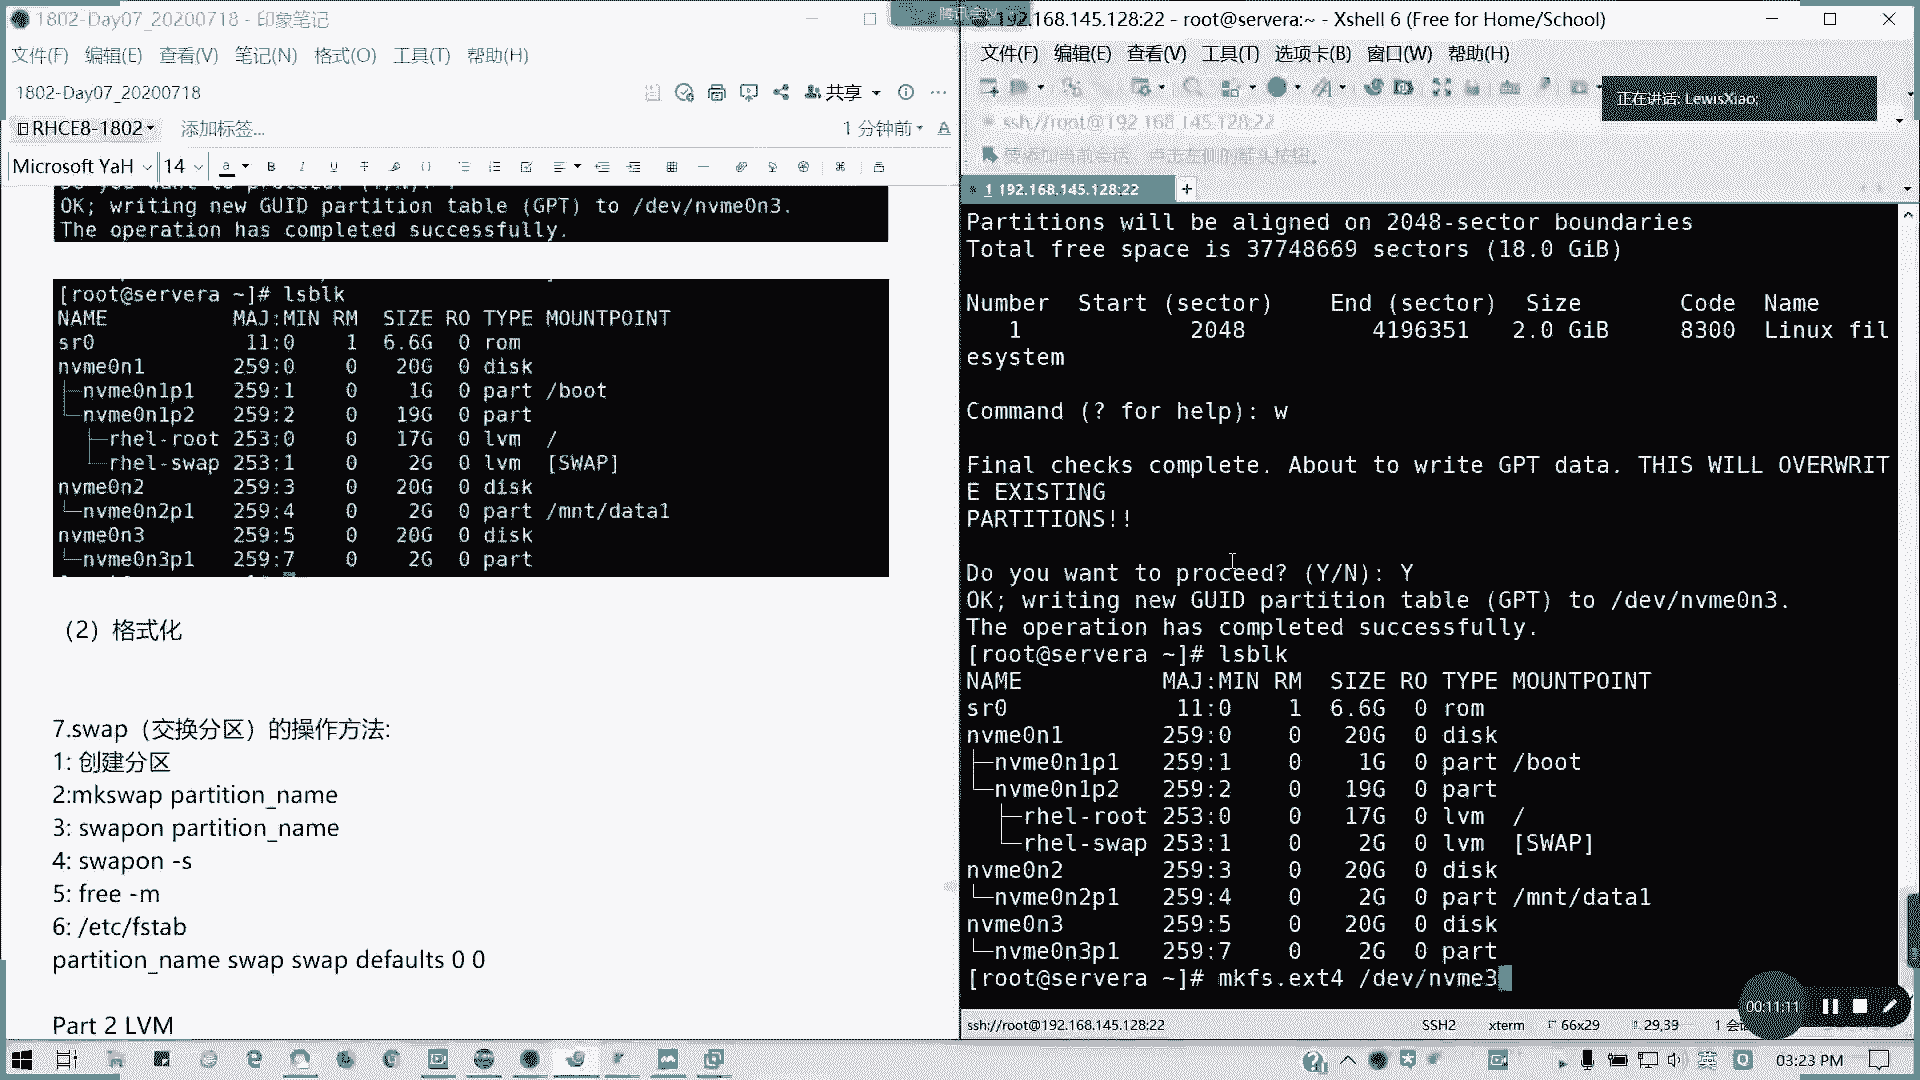 1802-Day07_20200718 - 印象笔记
文件(F) 编辑(E) 查看(V) 笔记(N) 格式(O) 工具(T) 帮助(H)
1802-Day07_20200718
共享
RHCE8-1802 添加标签...
1 分钟前
Microsoft YaH 14
OK; writing new GUID partition table (GPT) to /dev/nvme0n3.
The operation has completed successfully.
[root@servera ~]# lsblk
NAME MAJ:MIN RM SIZE RO TYPE MOUNTPOINT
sr0 11:0 1 6.6G 0 rom
nvme0n1 259:0 0 20G 0 disk
├─nvme0n1p1 259:1 0 1G 0 part /boot
└─nvme0n1p2 259:2 0 19G 0 part
├─rhel-root 253:0 0 17G 0 lvm /
└─rhel-swap 253:1 0 2G 0 lvm [SWAP]
nvme0n2 259:3 0 20G 0 disk
└─nvme0n2p1 259:4 0 2G 0 part /mnt/data1
nvme0n3 259:5 0 20G 0 disk
└─nvme0n3p1 259:7 0 2G 0 part
（2）格式化
7.swap（交换分区）的操作方法:
1: 创建分区
2:mkswap partition_name
3: swapon partition_name
4: swapon -s
5: free -m
6: /etc/fstab
partition_name swap swap defaults 0 0
Part 2 LVM
腾讯会议
192.168.145.128:22 - root@servera:~ - Xshell 6 (Free for Home/School)
文件(F) 编辑(E) 查看(V) 工具(T) 选项卡(B) 窗口(W) 帮助(H)
正在讲话: LewisXiao;
ssh://root@192.168.145.128:22
要添加当前会话，点击左侧的箭头按钮。
1 192.168.145.128:22
Partitions will be aligned on 2048-sector boundaries
Total free space is 37748669 sectors (18.0 GiB)
Number Start (sector) End (sector) Size Code Name
1 2048 4196351 2.0 GiB 8300 Linux fil
esystem
Command (? for help): w
Final checks complete. About to write GPT data. THIS WILL OVERWRIT
E EXISTING
PARTITIONS!!
Do you want to proceed? (Y/N): Y
OK; writing new GUID partition table (GPT) to /dev/nvme0n3.
The operation has completed successfully.
[root@servera ~]# lsblk
NAME MAJ:MIN RM SIZE RO TYPE MOUNTPOINT
sr0 11:0 1 6.6G 0 rom
nvme0n1 259:0 0 20G 0 disk
├─nvme0n1p1 259:1 0 1G 0 part /boot
└─nvme0n1p2 259:2 0 19G 0 part
├─rhel-root 253:0 0 17G 0 lvm /
└─rhel-swap 253:1 0 2G 0 lvm [SWAP]
nvme0n2 259:3 0 20G 0 disk
└─nvme0n2p1 259:4 0 2G 0 part /mnt/data1
nvme0n3 259:5 0 20G 0 disk
└─nvme0n3p1 259:7 0 2G 0 part
[root@servera ~]# mkfs.ext4 /dev/nvme3
00:11:11
ssh://root@192.168.145.128:22 SSH2 xterm 66x29 29,39 1 会
英
03:23 PM